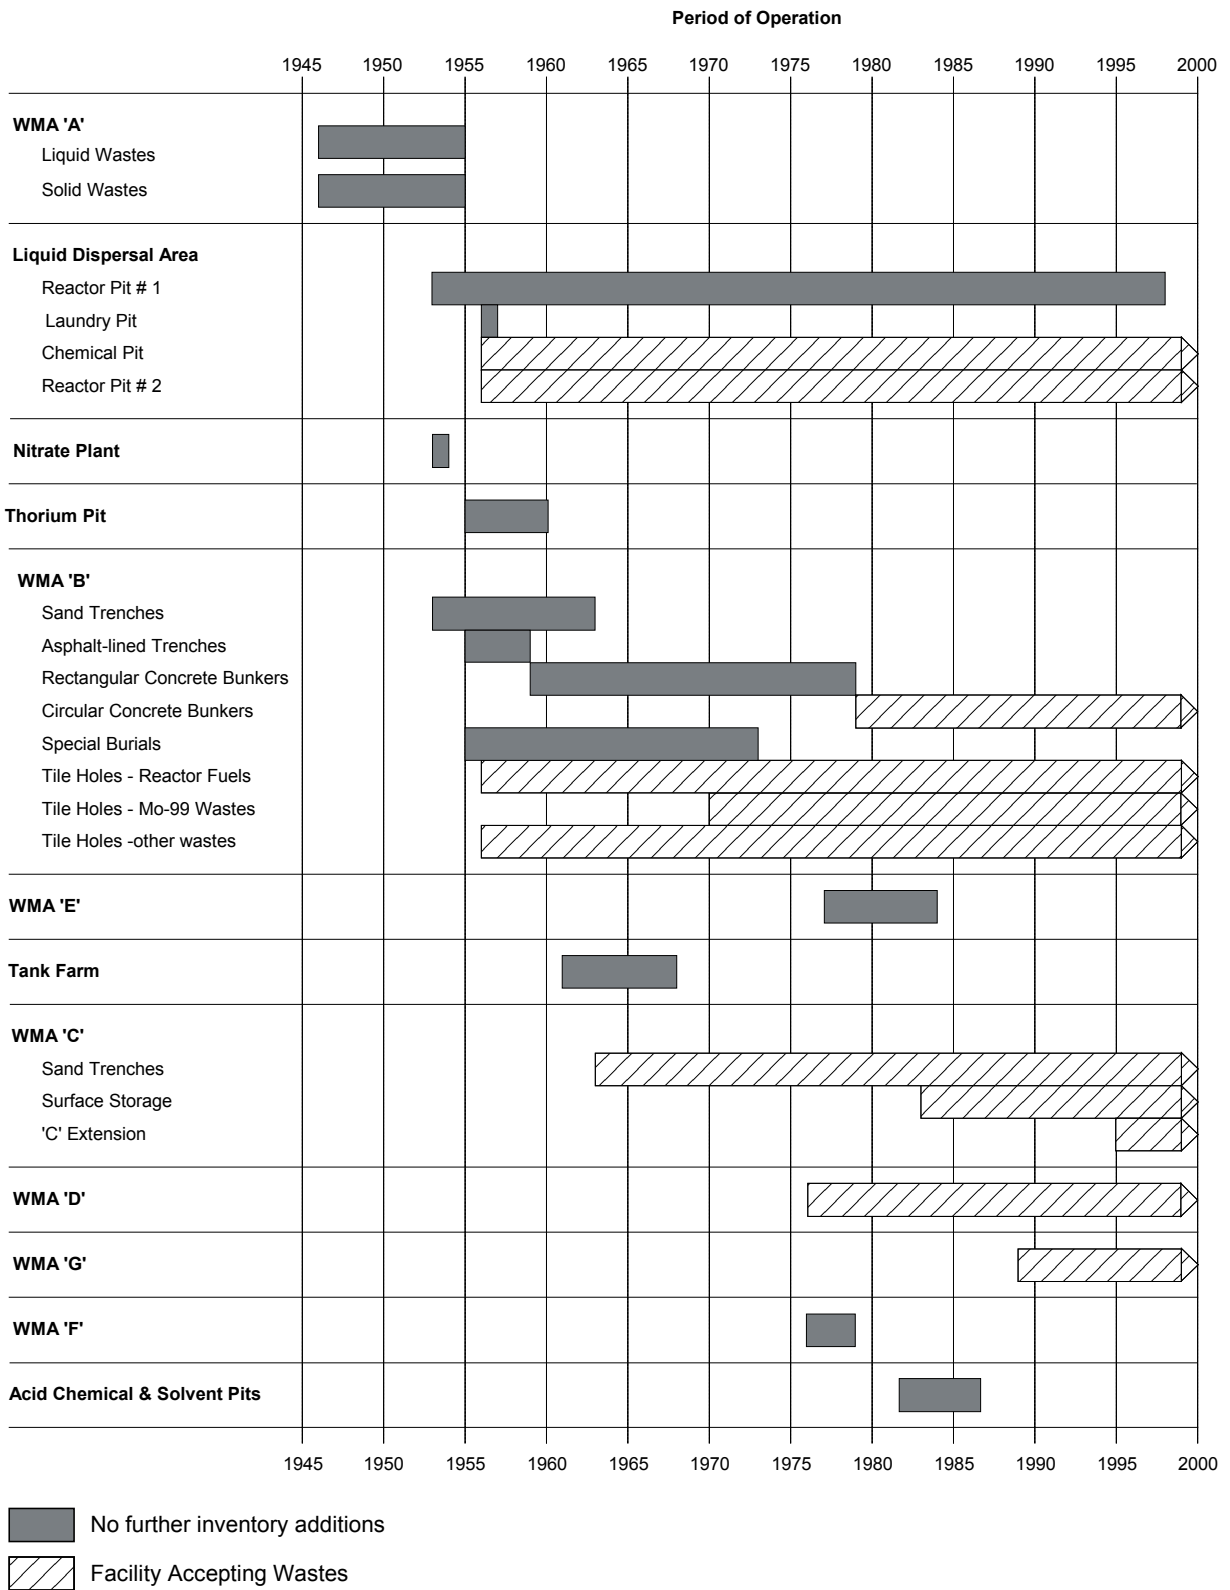 Period of Operation
1945 1950 1955 1960 1965 1970 1975 1980 1985 1990 1995 2000
WMA 'A'
Liquid Wastes
Solid Wastes
Liquid Dispersal Area
Reactor Pit # 1
Laundry Pit
Chemical Pit
Reactor Pit # 2
Nitrate Plant
Thorium Pit
WMA 'B'
Sand Trenches
Asphalt-lined Trenches
Rectangular Concrete Bunkers
Circular Concrete Bunkers
Special Burials
Tile Holes - Reactor Fuels
Tile Holes - Mo-99 Wastes
Tile Holes -other wastes
WMA 'E'
Tank Farm
WMA 'C'
Sand Trenches
Surface Storage
'C' Extension
WMA 'D'
WMA 'G'
WMA 'F'
Acid Chemical & Solvent Pits
1945 1950 1955 1960 1965 1970 1975 1980 1985 1990 1995 2000
No further inventory additions
Facility Accepting Wastes